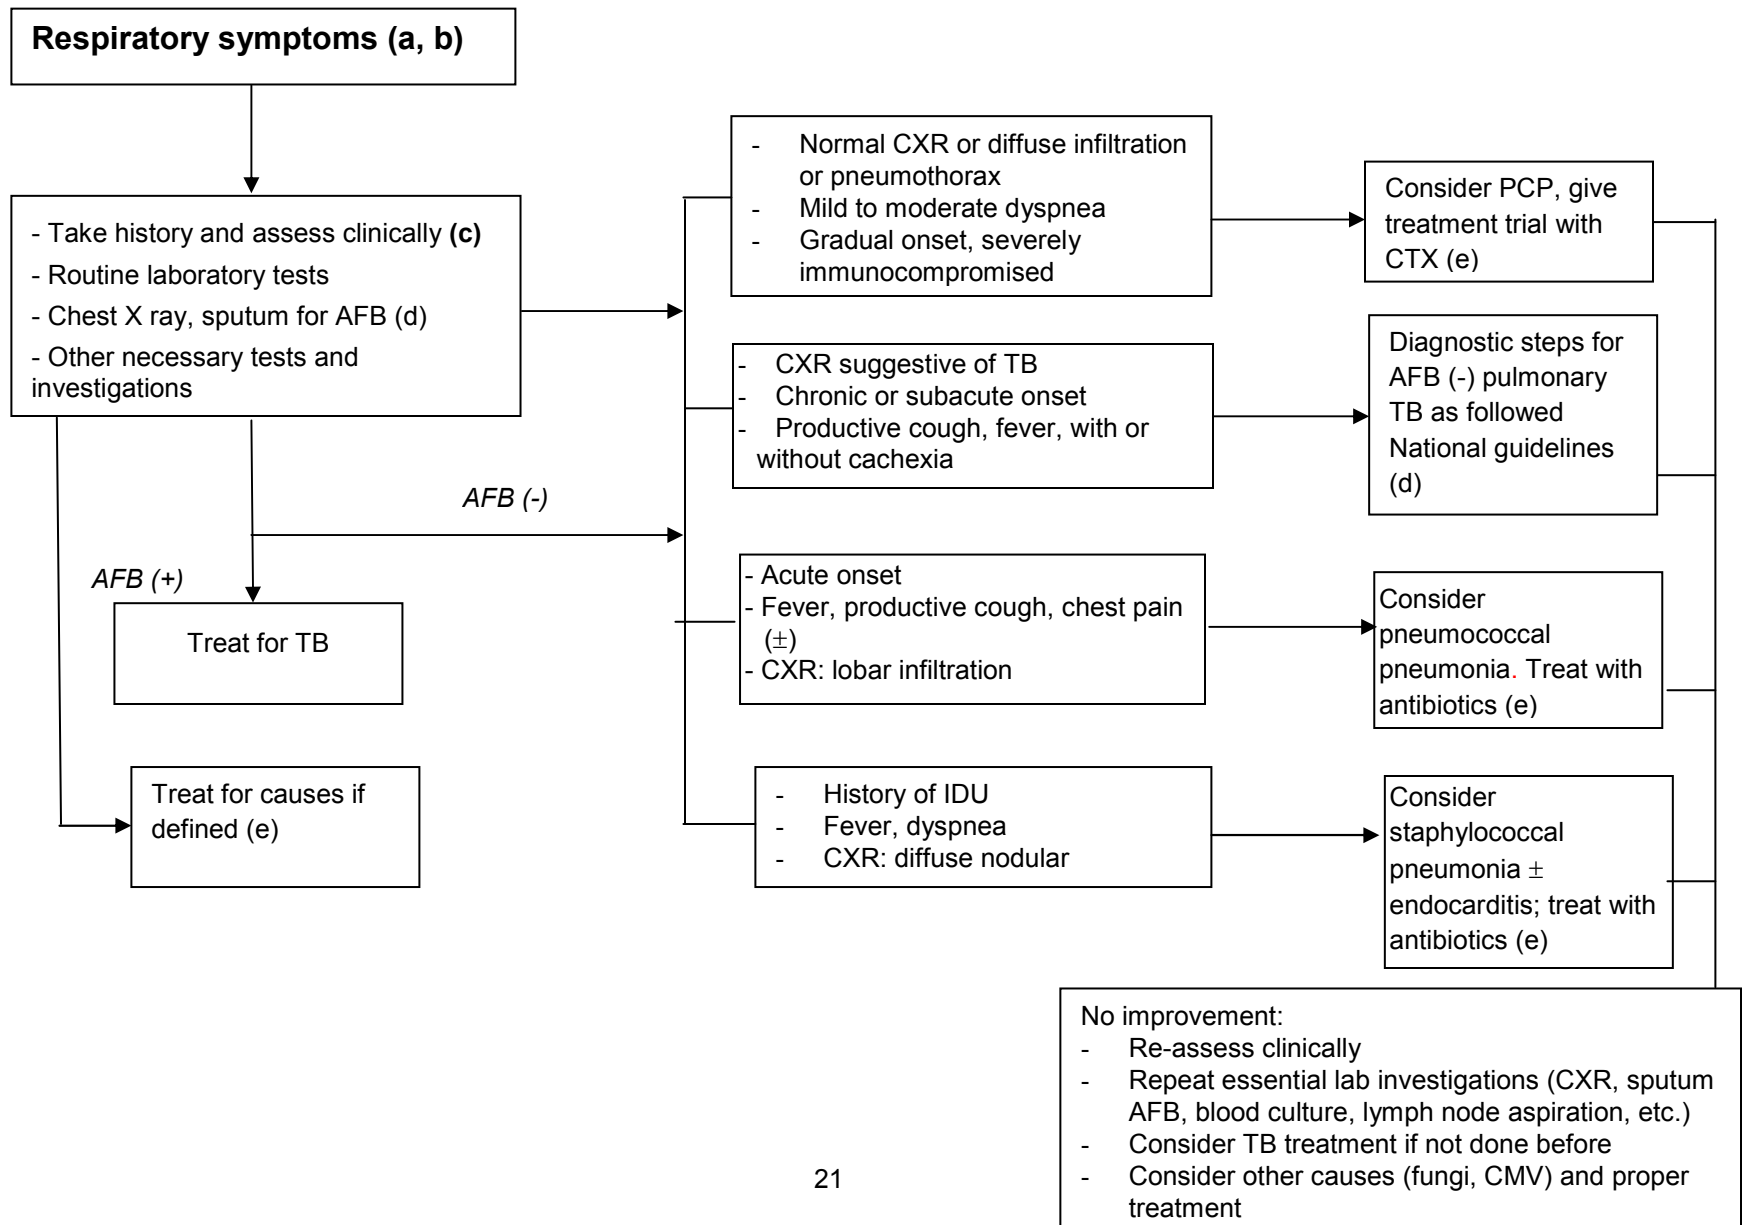 Respiratory symptoms (a, b)
- Take history and assess clinically (c)
- Routine laboratory tests
- Chest X ray, sputum for AFB (d)
- Other necessary tests and
investigations
AFB (+)
Treat for TB
Treat for causes if
defined (e)
AFB (-)
- Normal CXR or diffuse infiltration
or pneumothorax
- Mild to moderate dyspnea
- Gradual onset, severely
immunocompromised
Consider PCP, give
treatment trial with
CTX (e)
- CXR suggestive of TB
- Chronic or subacute onset
- Productive cough, fever, with or
without cachexia
Diagnostic steps for
AFB (-) pulmonary
TB as followed
National guidelines
(d)
- Acute onset
- Fever, productive cough, chest pain
(±)
- CXR: lobar infiltration
Consider
pneumococcal
pneumonia. Treat with
antibiotics (e)
- History of IDU
- Fever, dyspnea
- CXR: diffuse nodular
Consider
staphylococcal
pneumonia ±
endocarditis; treat with
antibiotics (e)
No improvement:
- Re-assess clinically
- Repeat essential lab investigations (CXR, sputum
AFB, blood culture, lymph node aspiration, etc.)
- Consider TB treatment if not done before
- Consider other causes (fungi, CMV) and proper
treatment
21